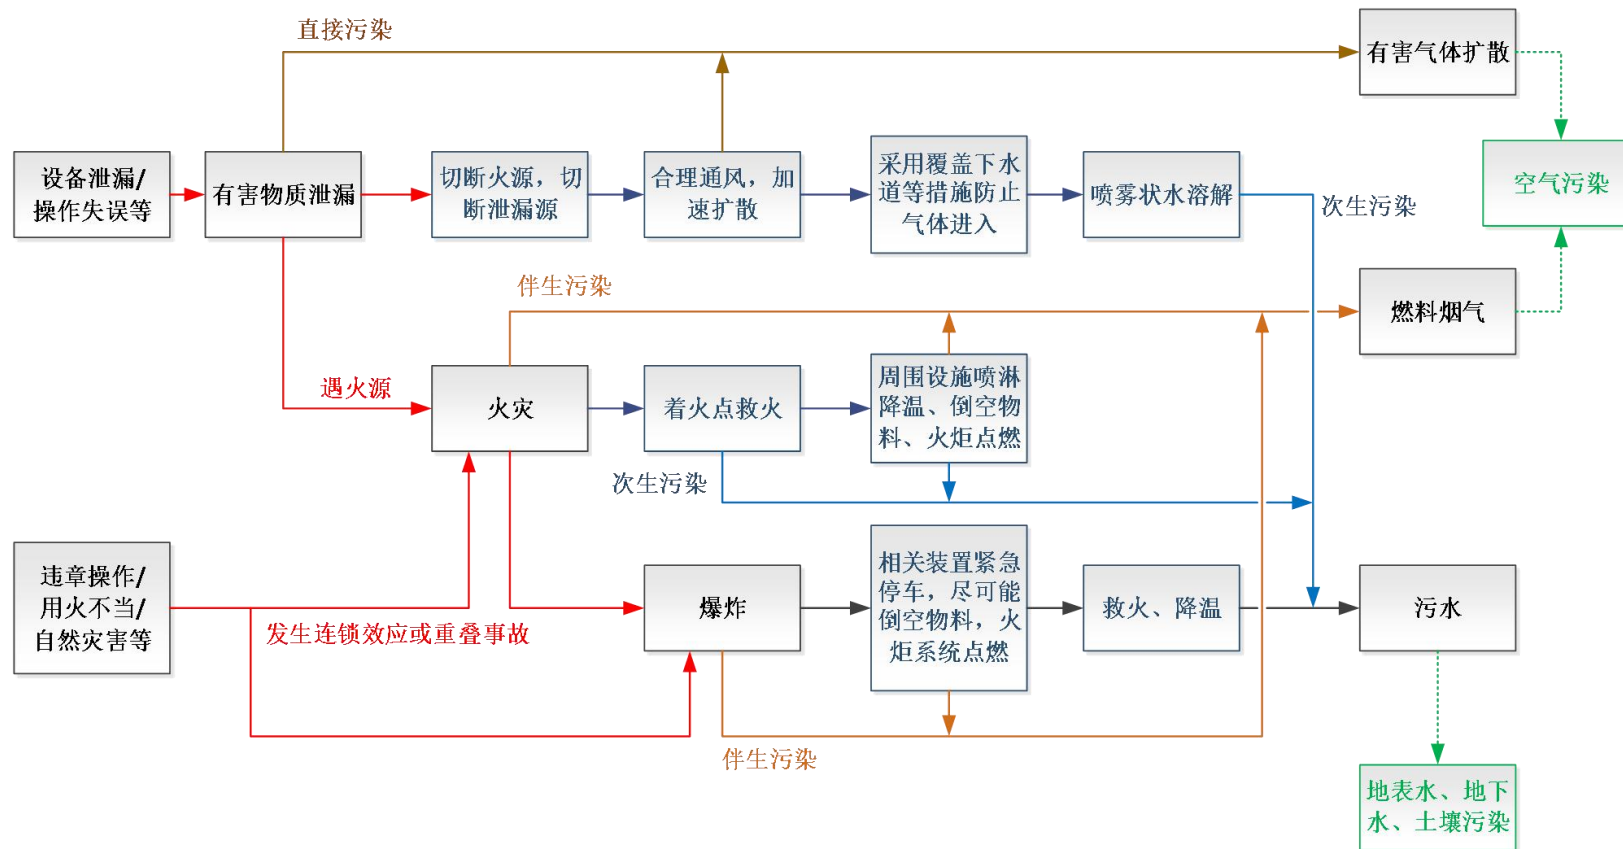 直接污染
有害气体扩散
设备泄漏/
操作失误等
有害物质泄漏
切断火源，切
断泄漏源
合理通风，加
速扩散
采用覆盖下水
道等措施防止
气体进入
喷雾状水溶解
次生污染
空气污染
伴生污染
燃料烟气
遇火源
火灾
着火点救火
周围设施喷淋
降温、倒空物
料、火炬点燃
次生污染
违章操作/
用火不当/
自然灾害等
发生连锁效应或重叠事故
爆炸
相关装置紧急
停车，尽可能
倒空物料，火
炬系统点燃
救火、降温
污水
伴生污染
地表水、地下
水、土壤污染